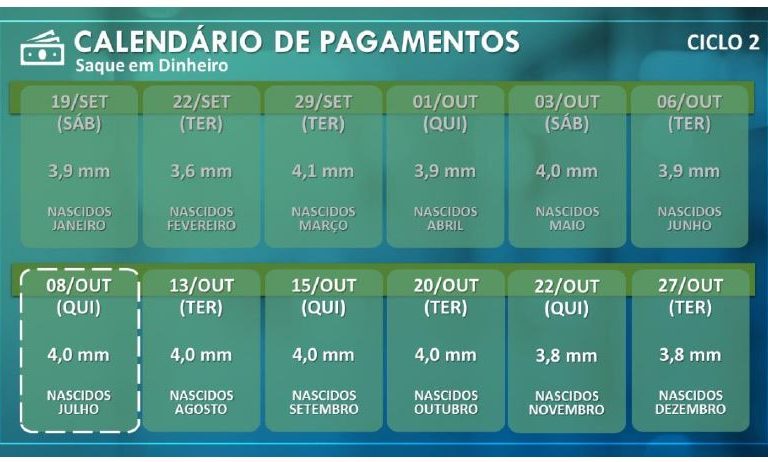 CALENDÁRIO DE PAGAMENTOS
CICLO 2
Saque em Dinheiro
19/SET
(SÁB)
3,9 mm
NASCIDOS
JANEIRO
22/SET
(TER)
3,6 mm
NASCIDOS
FEVEREIRO
29/SET
(TER)
4,1 mm
NASCIDOS
MARÇO
01/OUT
(QUI)
3,9 mm
NASCIDOS
ABRIL
03/OUT
(SÁB)
4,0 mm
NASCIDOS
MAIO
06/OUT
(TER)
3,9 mm
NASCIDOS
JUNHO
08/OUT
(QUI)
4,0 mm
NASCIDOS
JULHO
13/OUT
(TER)
4,0 mm
NASCIDOS
AGOSTO
15/OUT
(QUI)
4,0 mm
NASCIDOS
SETEMBRO
20/OUT
(TER)
4,0 mm
NASCIDOS
OUTUBRO
22/OUT
(QUI)
3,8 mm
NASCIDOS
NOVEMBRO
27/OUT
(TER)
3,8 mm
NASCIDOS
DEZEMBRO